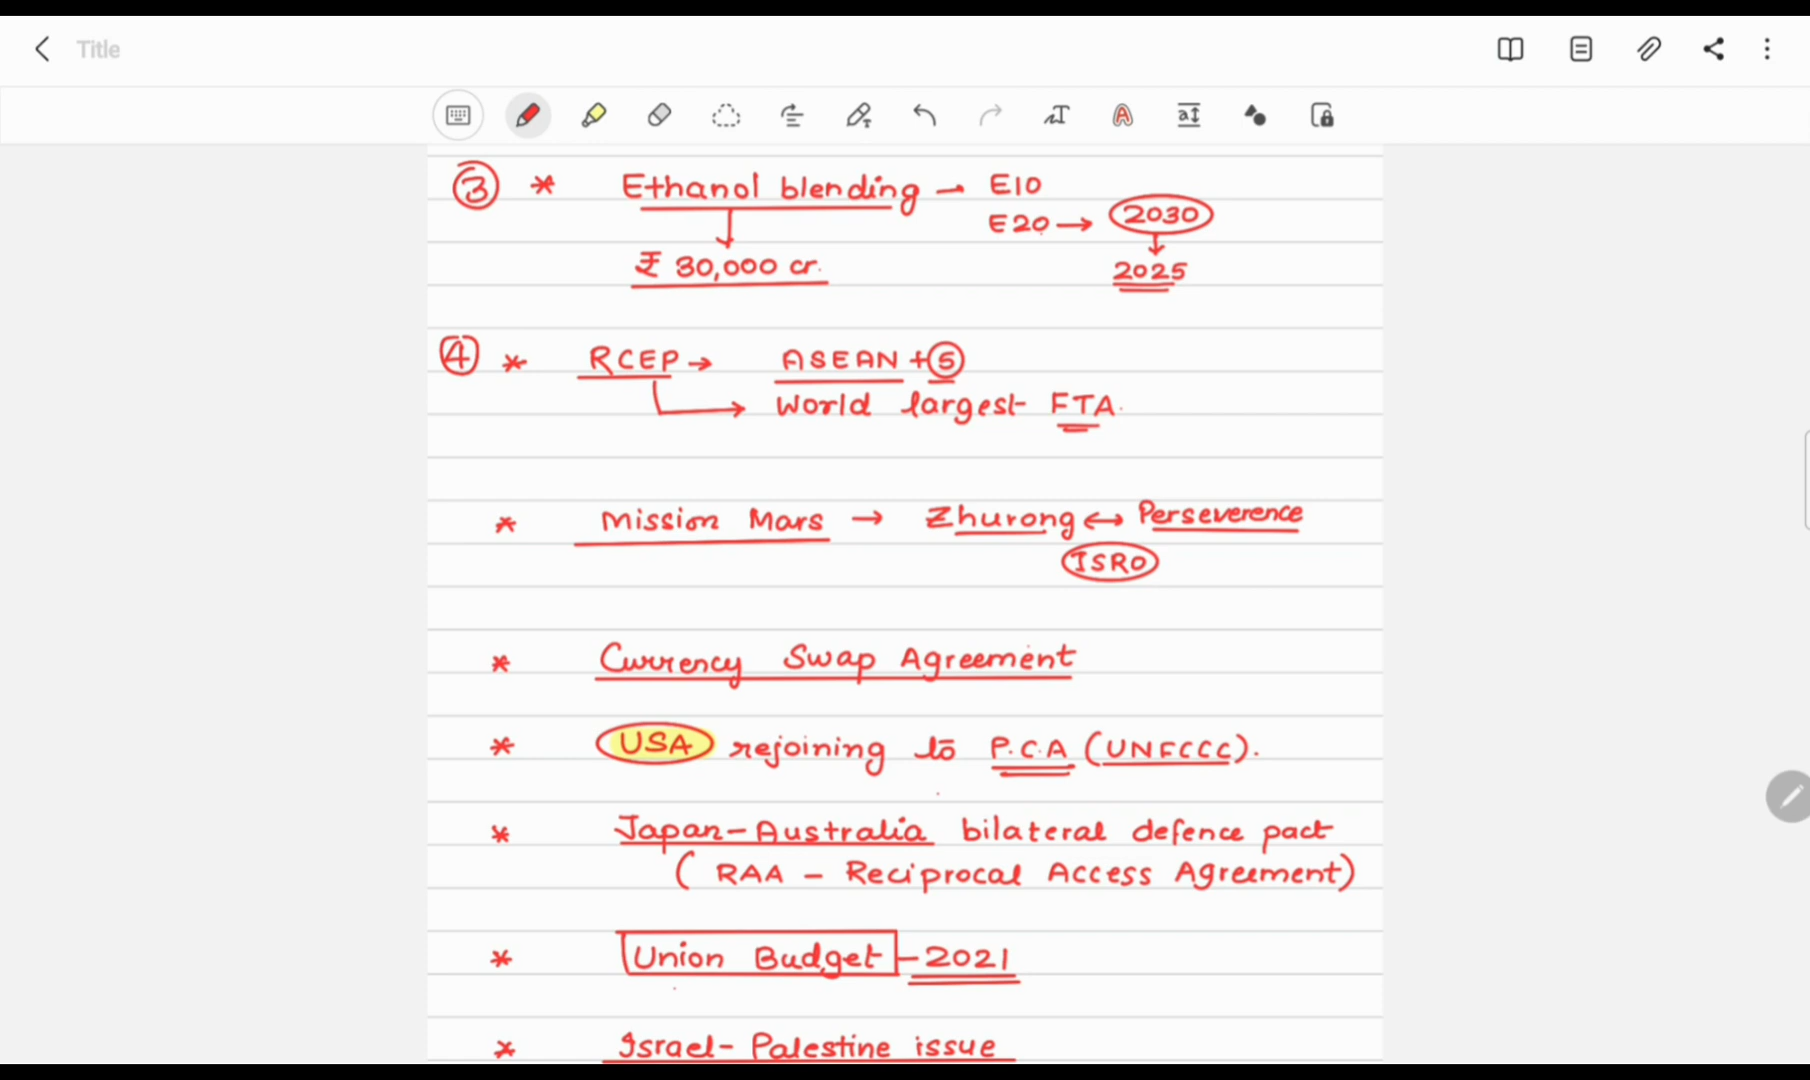 Title
③ * Ethanol blending → E10
E20 → 2030
↓ ↓
₹ 30,000 cr. 2025
④ * RCEP → ASEAN + ⑤
→ World largest FTA.
* Mission Mars → Zhurong ↔ Perseverence
ISRO
* Currency Swap Agreement
* USA rejoining to P.C.A (UNFCCC).
* Japan-Australia bilateral defence pact
( RAA - Reciprocal Access Agreement)
* Union Budget - 2021
* Israel- Palestine issue